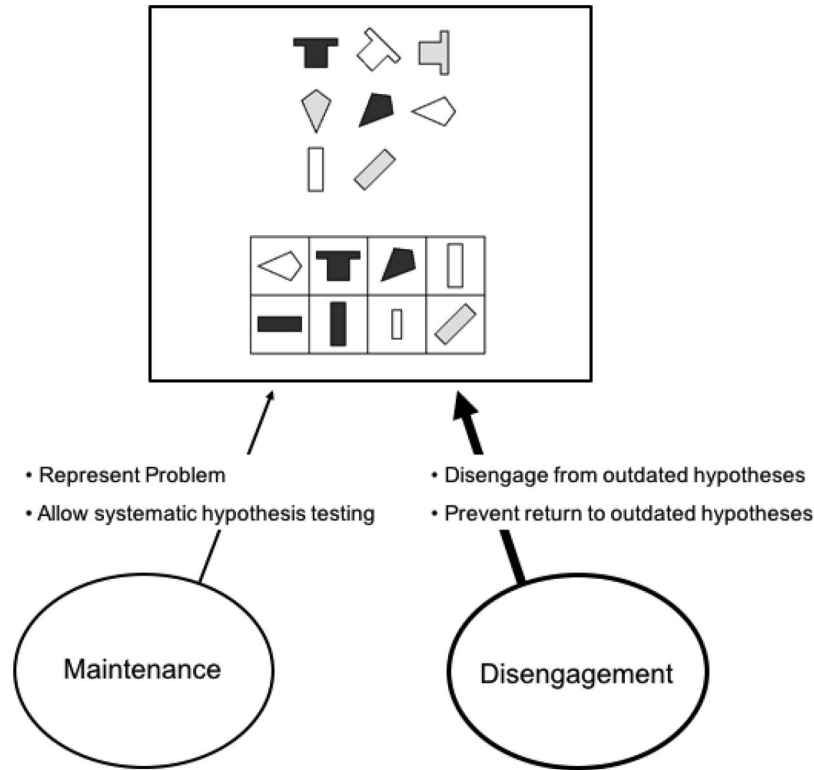 • Represent Problem
• Allow systematic hypothesis testing
• Disengage from outdated hypotheses
• Prevent return to outdated hypotheses
Maintenance
Disengagement